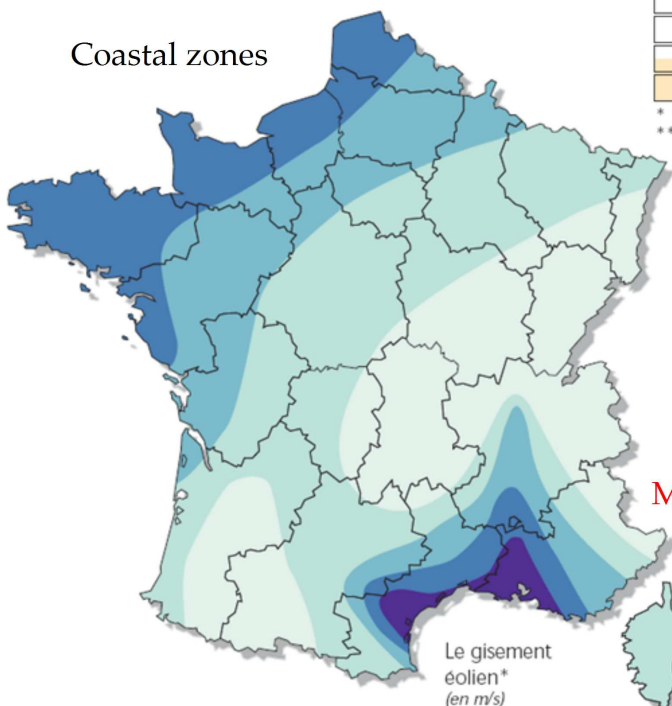 Coastal zones
*
**
M
Le gisement
éolien*
(en m/s)